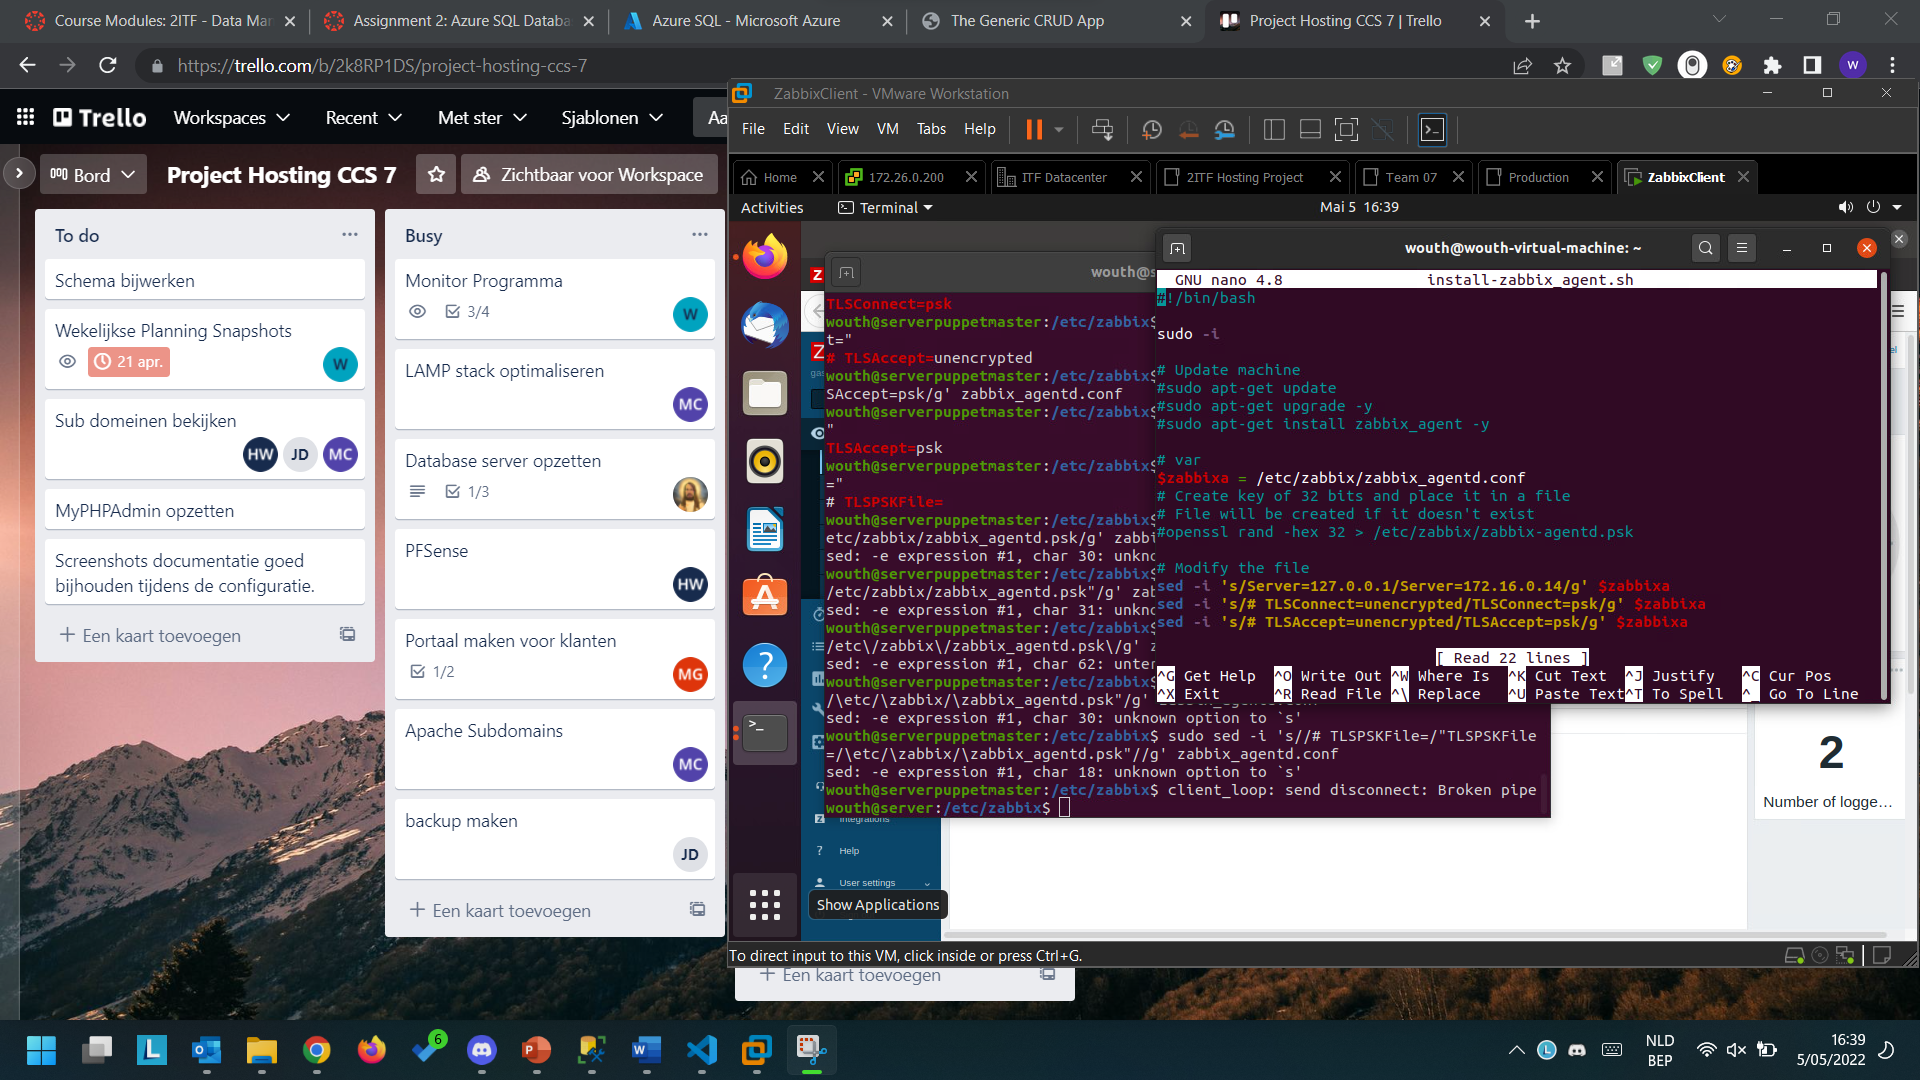 Course Modules: 2ITF - Data Mar
Assignment 2: Azure SQL Databa
Azure SQL - Microsoft Azure
The Generic CRUD App
Project Hosting CCS 7 | Trello
https://trello.com/b/2k8RP1DS/project-hosting-ccs-7
W
Trello
Workspaces
Recent
Met ster
Sjablonen
Aa
Bord
Project Hosting CCS 7
Zichtbaar voor Workspace
To do
Schema bijwerken
Wekelijkse Planning Snapshots
21 apr.
W
Sub domeinen bekijken
HW
JD
MC
MyPHPAdmin opzetten
Screenshots documentatie goed
bijhouden tijdens de configuratie.
+ Een kaart toevoegen
Busy
Monitor Programma
3/4
W
LAMP stack optimaliseren
MC
Database server opzetten
1/3
PFSense
HW
Portaal maken voor klanten
1/2
MG
Apache Subdomains
MC
backup maken
JD
+ Een kaart toevoegen
+ Een kaart toevoegen
ZabbixClient - VMware Workstation
File Edit View VM Tabs Help
Home
172.26.0.200
ITF Datacenter
2ITF Hosting Project
Team 07
Production
ZabbixClient
Activities
Terminal
Mai 5 16:39
wouth@s
TLSConnect=psk
wouth@serverpuppetmaster:/etc/zabbix$
t="
# TLSAccept=unencrypted
wouth@serverpuppetmaster:/etc/zabbix$
SAccept=psk/g' zabbix_agentd.conf
wouth@serverpuppetmaster:/etc/zabbix$
"
TLSAccept=psk
wouth@serverpuppetmaster:/etc/zabbix$
="
# TLSPSKFile=
wouth@serverpuppetmaster:/etc/zabbix$
etc/zabbix/zabbix_agentd.psk/g' zabb
sed: -e expression #1, char 30: unkno
wouth@serverpuppetmaster:/etc/zabbix$
/etc/zabbix/zabbix_agentd.psk"/g' zab
sed: -e expression #1, char 31: unkno
wouth@serverpuppetmaster:/etc/zabbix$
/etc\/zabbix\/zabbix_agentd.psk\/g' z
sed: -e expression #1, char 62: unter
wouth@serverpuppetmaster:/etc/zabbix$
/\etc/\zabbix/\zabbix_agentd.psk"/g'
sed: -e expression #1, char 30: unknown option to `s'
wouth@serverpuppetmaster:/etc/zabbix$ sudo sed -i 's//# TLSPSKFile=/"TLSPSKFile
=/\etc/\zabbix/\zabbix_agentd.psk"//g' zabbix_agentd.conf
sed: -e expression #1, char 18: unknown option to `s'
wouth@serverpuppetmaster:/etc/zabbix$ client_loop: send disconnect: Broken pipe
wouth@server:/etc/zabbix$
wouth@wouth-virtual-machine: ~
GNU nano 4.8 install-zabbix_agent.sh
#!/bin/bash
sudo -i
# Update machine
#sudo apt-get update
#sudo apt-get upgrade -y
#sudo apt-get install zabbix_agent -y
# var
$zabbixa = /etc/zabbix/zabbix_agentd.conf
# Create key of 32 bits and place it in a file
# File will be created if it doesn't exist
#openssl rand -hex 32 > /etc/zabbix/zabbix-agentd.psk
# Modify the file
sed -i 's/Server=127.0.0.1/Server=172.16.0.14/g' $zabbixa
sed -i 's/# TLSConnect=unencrypted/TLSConnect=psk/g' $zabbixa
sed -i 's/# TLSAccept=unencrypted/TLSAccept=psk/g' $zabbixa
[ Read 22 lines ]
^G Get Help ^O Write Out ^W Where Is ^K Cut Text ^J Justify ^C Cur Pos
^X Exit ^R Read File ^\ Replace ^U Paste Text ^T To Spell ^_ Go To Line
2
Number of logge…
Integrations
Help
User settings
Show Applications
To direct input to this VM, click inside or press Ctrl+G.
6
NLD
BEP
16:39
5/05/2022